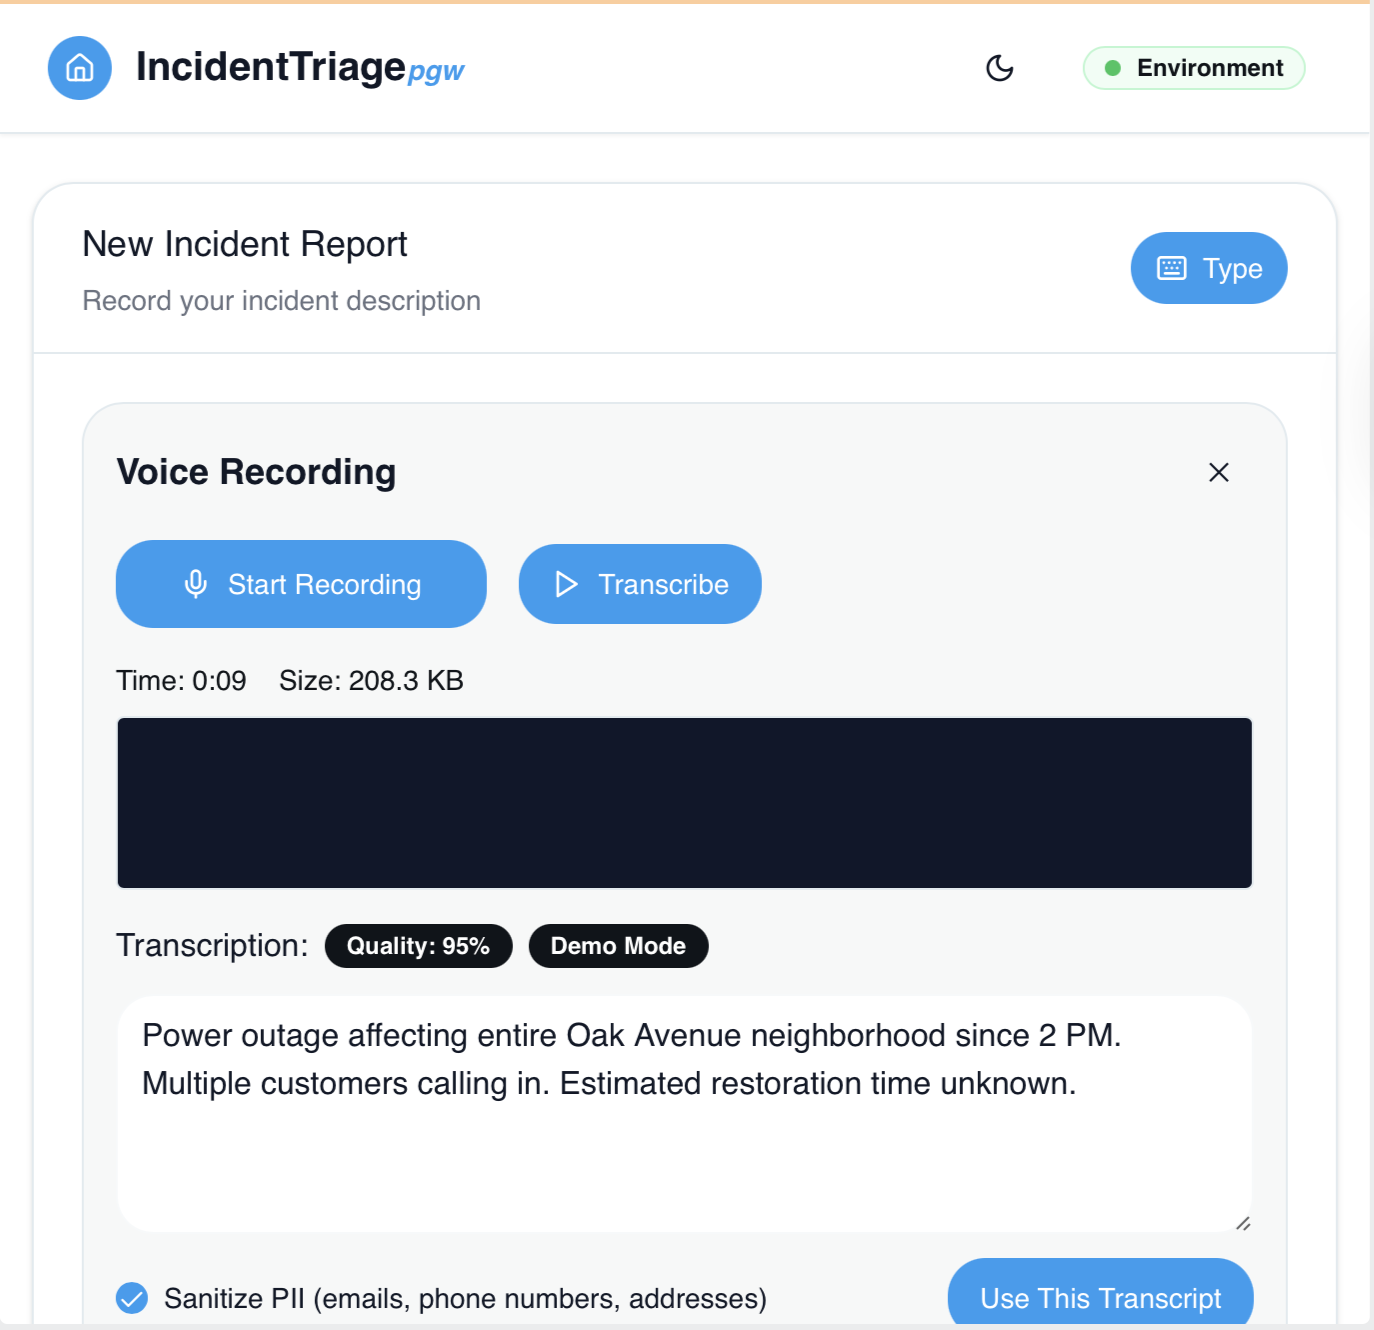 IncidentTriage pgw
Environment
New Incident Report
Record your incident description
Type
Voice Recording
Start Recording
Transcribe
Time: 0:09 Size: 208.3 KB
Transcription: Quality: 95% Demo Mode
Power outage affecting entire Oak Avenue neighborhood since 2 PM.
Multiple customers calling in. Estimated restoration time unknown.
Sanitize PII (emails, phone numbers, addresses)
Use This Transcript